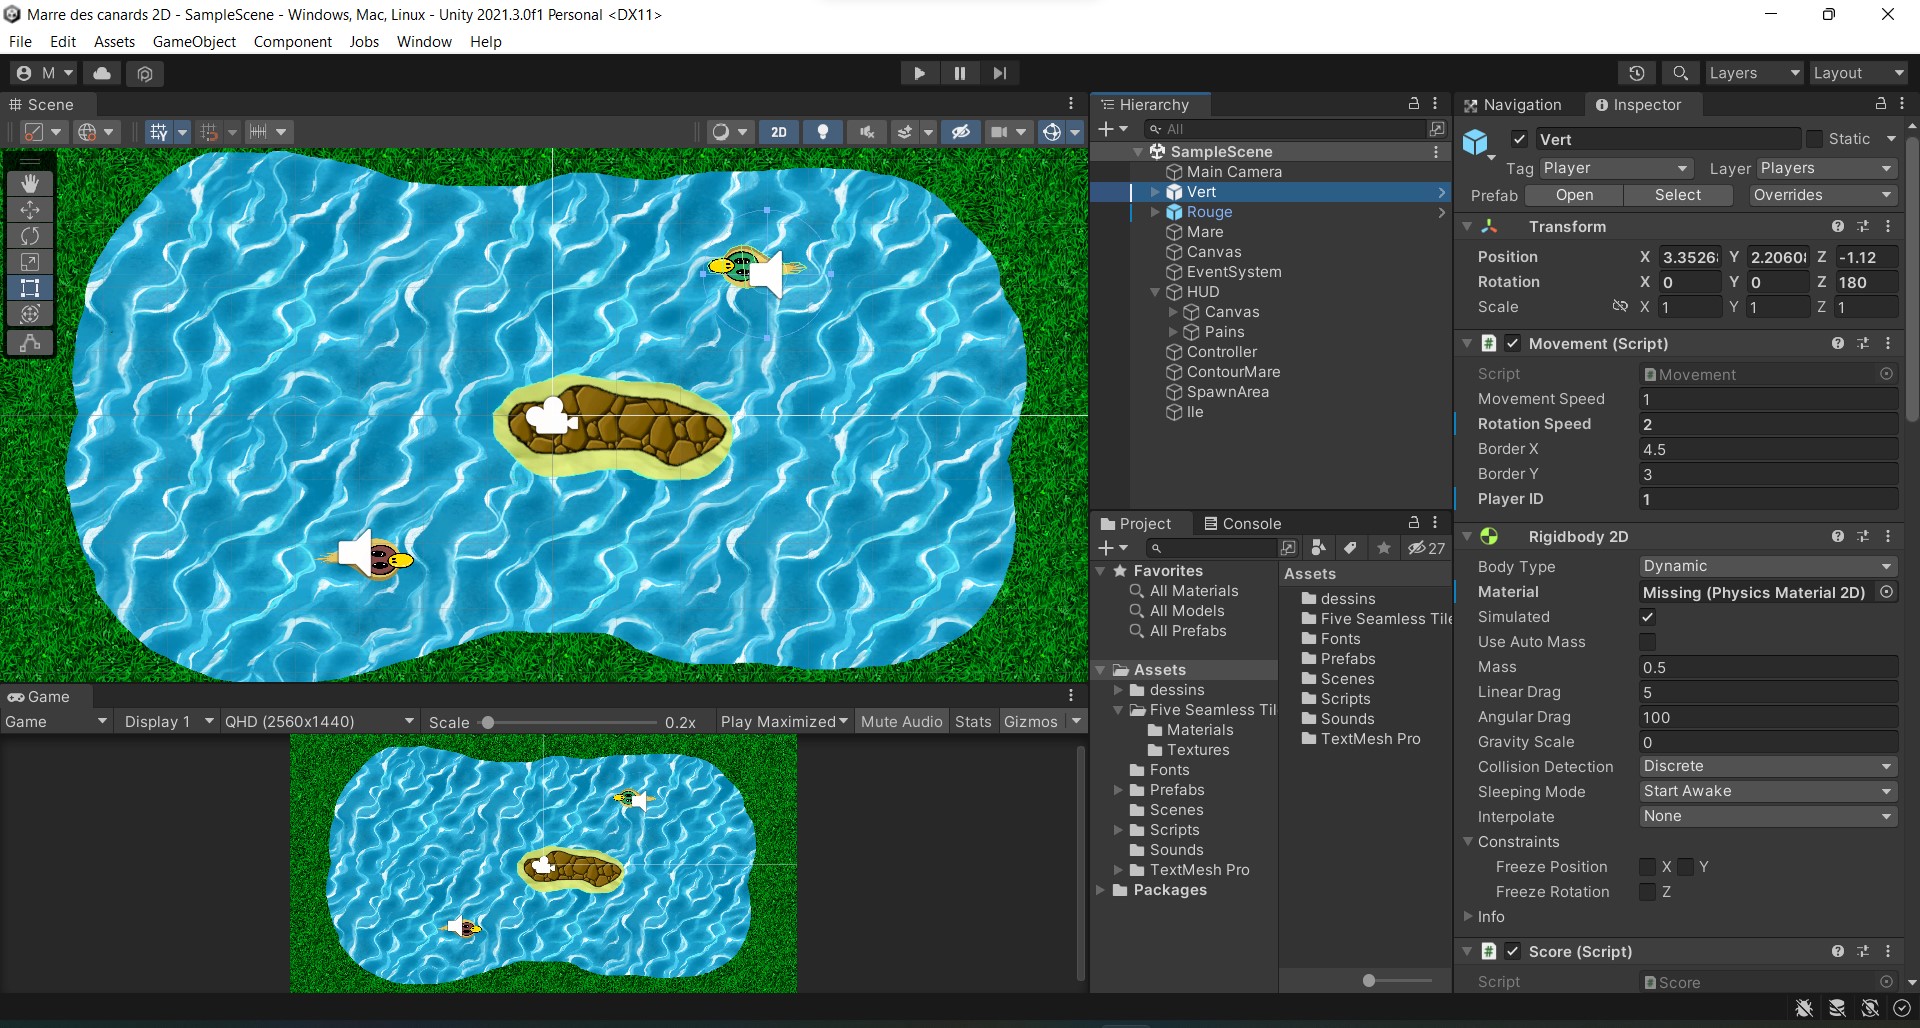 Marre des canards 2D - SampleScene - Windows, Mac, Linux - Unity 2021.3.0f1 Personal <DX11>
File Edit Assets GameObject Component Jobs Window Help
M Layers Layout
Scene
2D
Hierarchy
All
SampleScene
Main Camera
Vert
Rouge
Mare
Canvas
EventSystem
HUD
Canvas
Pains
Controller
ContourMare
SpawnArea
Ile
Game
Game Display 1 QHD (2560x1440) Scale 0.2x Play Maximized Mute Audio Stats Gizmos
Project Console
27
Favorites
All Materials
All Models
All Prefabs
Assets
dessins
Five Seamless Til
Materials
Textures
Fonts
Prefabs
Scenes
Scripts
Sounds
TextMesh Pro
Packages
Assets
dessins
Five Seamless Tile
Fonts
Prefabs
Scenes
Scripts
Sounds
TextMesh Pro
Navigation Inspector
Vert Static
Tag Player Layer Players
Prefab Open Select Overrides
Transform
Position X 3.3526 Y 2.2060 Z -1.12
Rotation X 0 Y 0 Z 180
Scale X 1 Y 1 Z 1
# Movement (Script)
Script Movement
Movement Speed 1
Rotation Speed 2
Border X 4.5
Border Y 3
Player ID 1
Rigidbody 2D
Body Type Dynamic
Material Missing (Physics Material 2D)
Simulated
Use Auto Mass
Mass 0.5
Linear Drag 5
Angular Drag 100
Gravity Scale 0
Collision Detection Discrete
Sleeping Mode Start Awake
Interpolate None
Constraints
Freeze Position X Y
Freeze Rotation Z
Info
# Score (Script)
Script Score